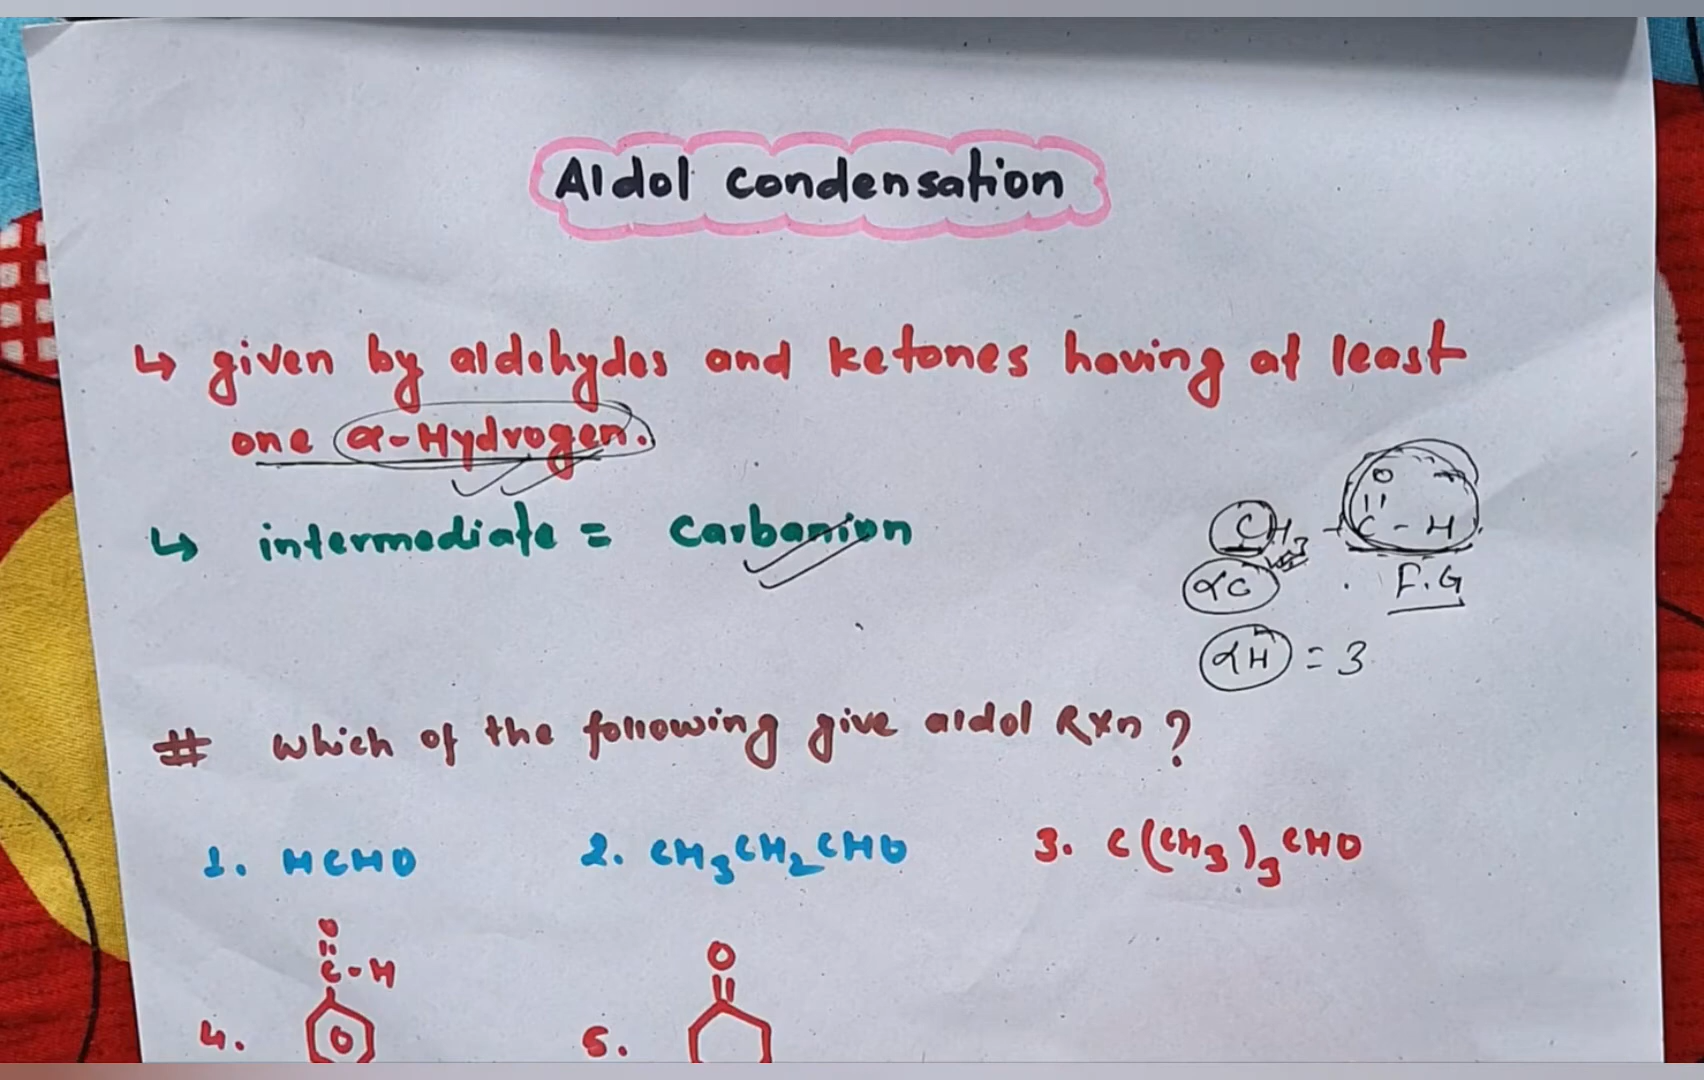 Aldol condensation
↳ given by aldehydes and ketones having at least
one α-Hydrogen.
↳ intermediate = carbanion
O
||
CH3 - C - H
αC F.G
αH = 3
# which of the following give aldol Rxn ?
1. HCHO 2. CH3CH2CHO 3. C(CH3)3CHO
O
||
C-H
4.
O
||
5.